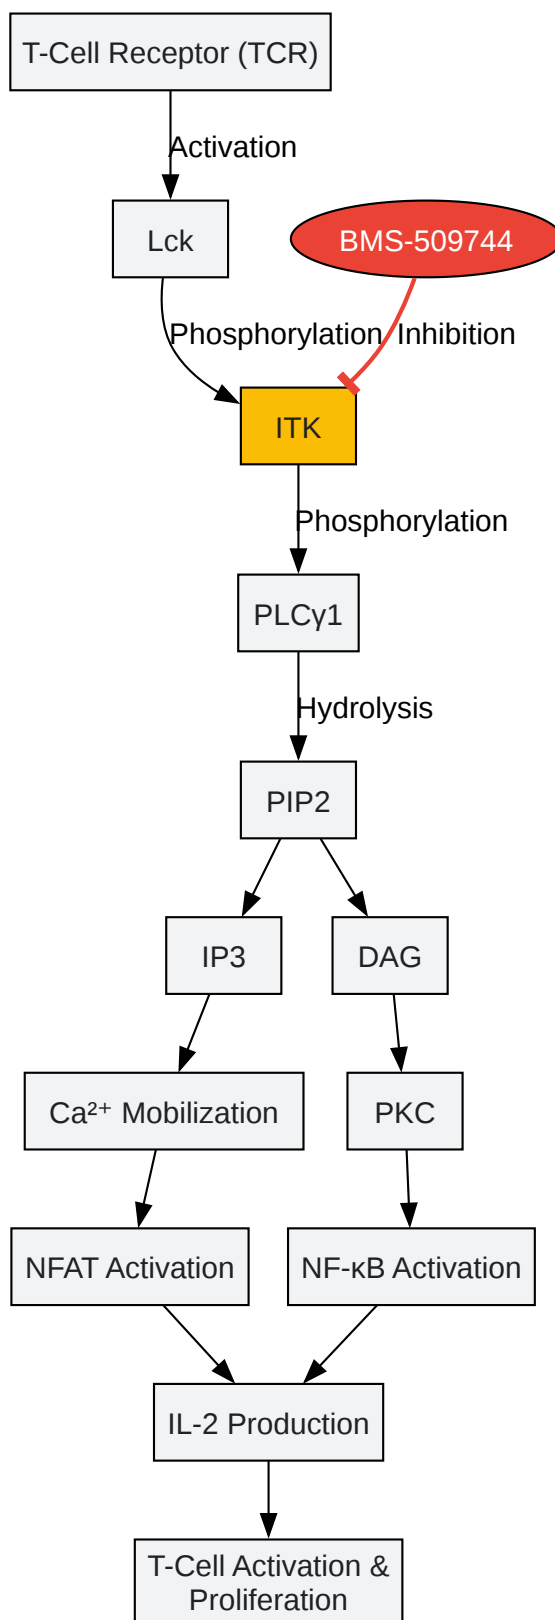 T-Cell Receptor (TCR)
Activation
Lck
BMS-509744
Phosphorylation
Inhibition
ITK
Phosphorylation
PLCγ1
Hydrolysis
PIP2
IP3
DAG
Ca²⁺ Mobilization
PKC
NFAT Activation
NF-κB Activation
IL-2 Production
T-Cell Activation &
Proliferation